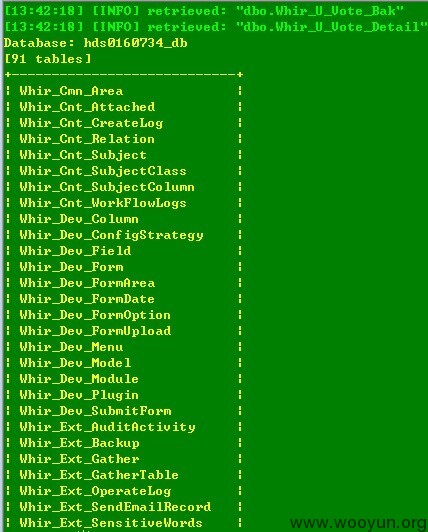 [13:42:18] [INFO] retrieved: "dbo.Whir_U_Vote_Bak"
[13:42:18] [INFO] retrieved: "dbo.Whir_U_Vote_Detail"
Database: hds0160734_db
[91 tables]
+----------------------------+
| Whir_Cmn_Area |
| Whir_Cnt_Attached |
| Whir_Cnt_CreateLog |
| Whir_Cnt_Relation |
| Whir_Cnt_Subject |
| Whir_Cnt_SubjectClass |
| Whir_Cnt_SubjectColumn |
| Whir_Cnt_WorkFlowLogs |
| Whir_Dev_Column |
| Whir_Dev_ConfigStrategy |
| Whir_Dev_Field |
| Whir_Dev_Form |
| Whir_Dev_FormArea |
| Whir_Dev_FormDate |
| Whir_Dev_FormOption |
| Whir_Dev_FormUpload |
| Whir_Dev_Menu |
| Whir_Dev_Model |
| Whir_Dev_Module |
| Whir_Dev_Plugin |
| Whir_Dev_SubmitForm |
| Whir_Ext_AuditActivity |
| Whir_Ext_Backup |
| Whir_Ext_Gather |
| Whir_Ext_GatherTable |
| Whir_Ext_OperateLog |
| Whir_Ext_SendEmailRecord |
| Whir_Ext_SensitiveWords |
www.wooyun.org